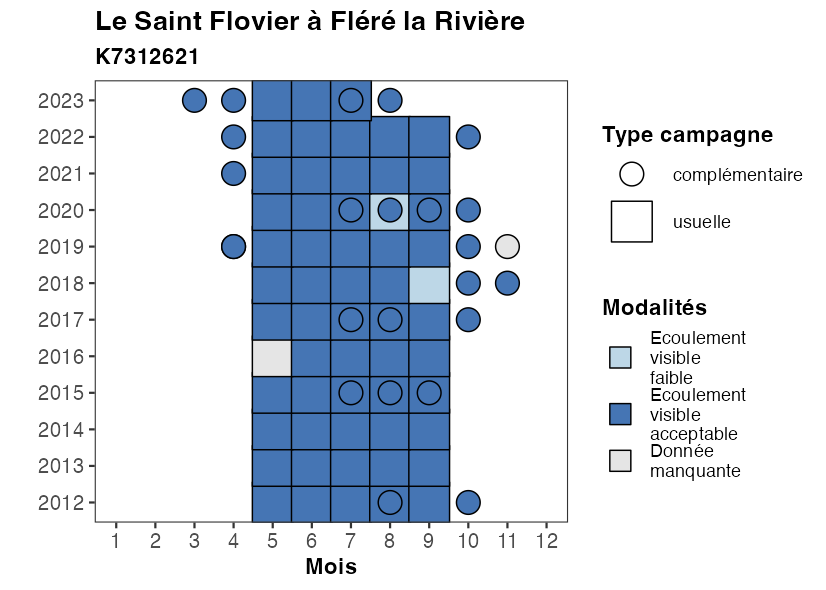 Le Saint Flovier à Fléré la Rivière
K7312621
2023
2022
2021
2020
2019
2018
2017
2016
2015
2014
2013
2012
1 2 3 4 5 6 7 8 9 10 11 12
Mois
Type campagne
complémentaire
usuelle
Modalités
Ecoulement
visible
faible
Ecoulement
visible
acceptable
Donnée
manquante